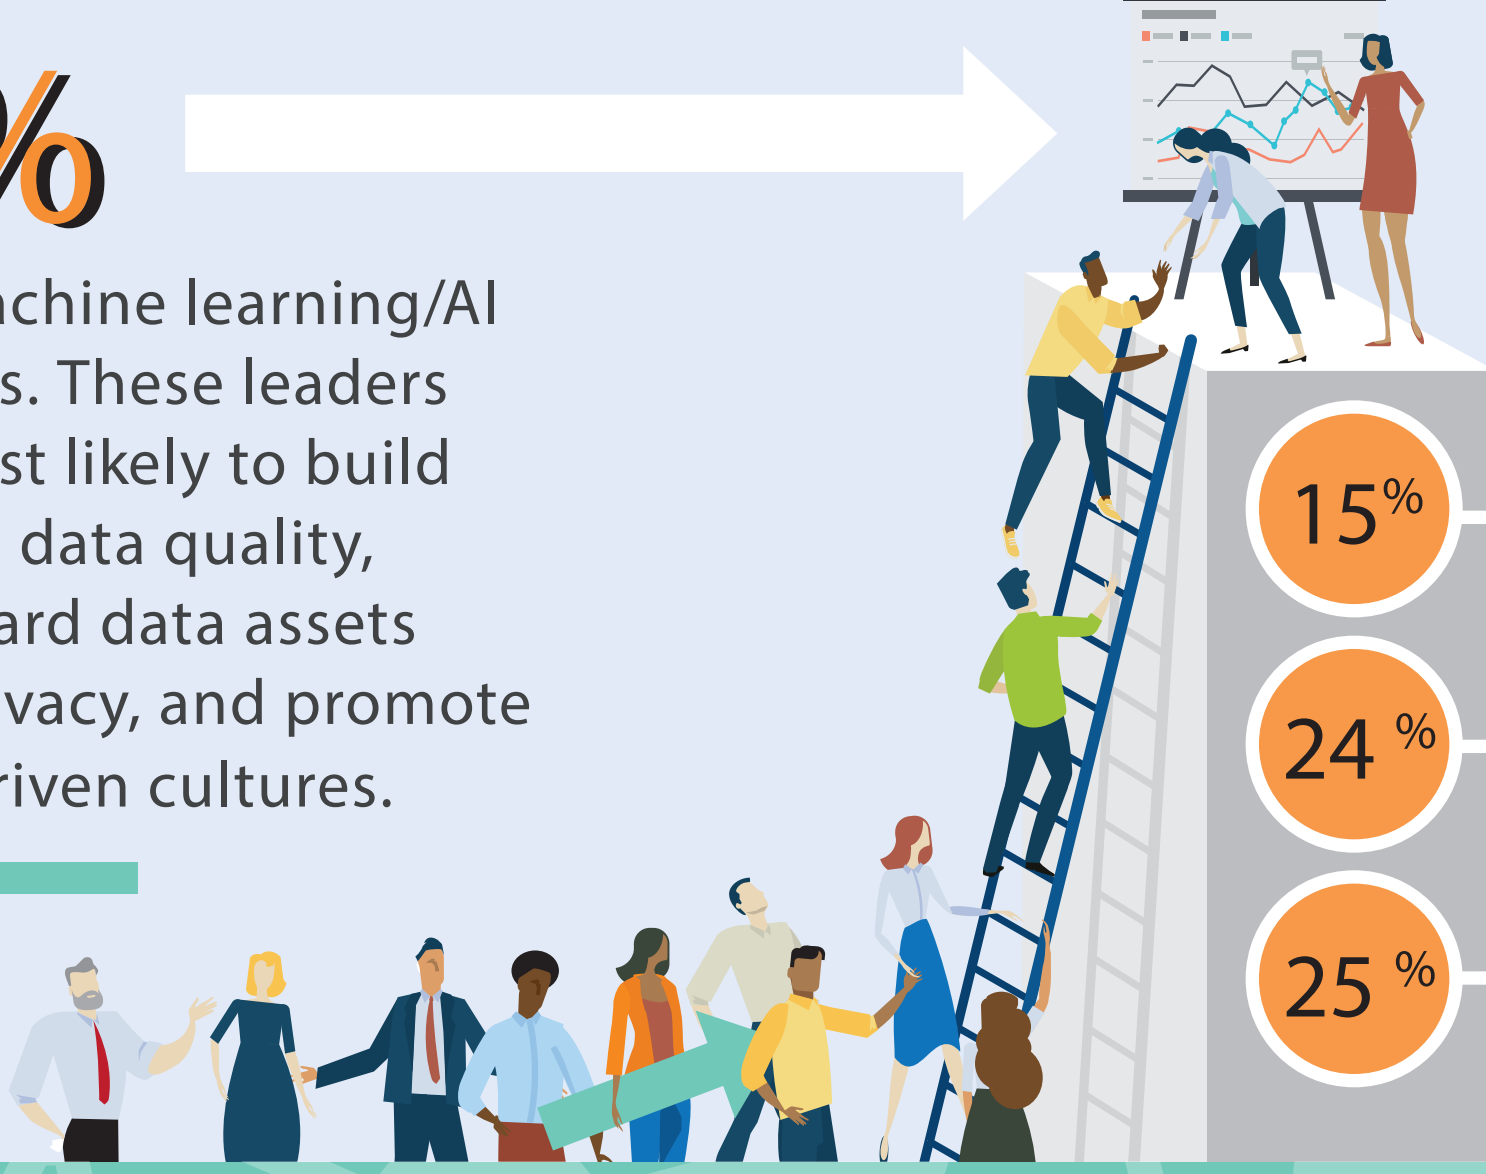 %
achine learning/AI
s. These leaders
st likely to build
data quality,
ard data assets
vacy, and promote
riven cultures.
15%
24 %
25 %